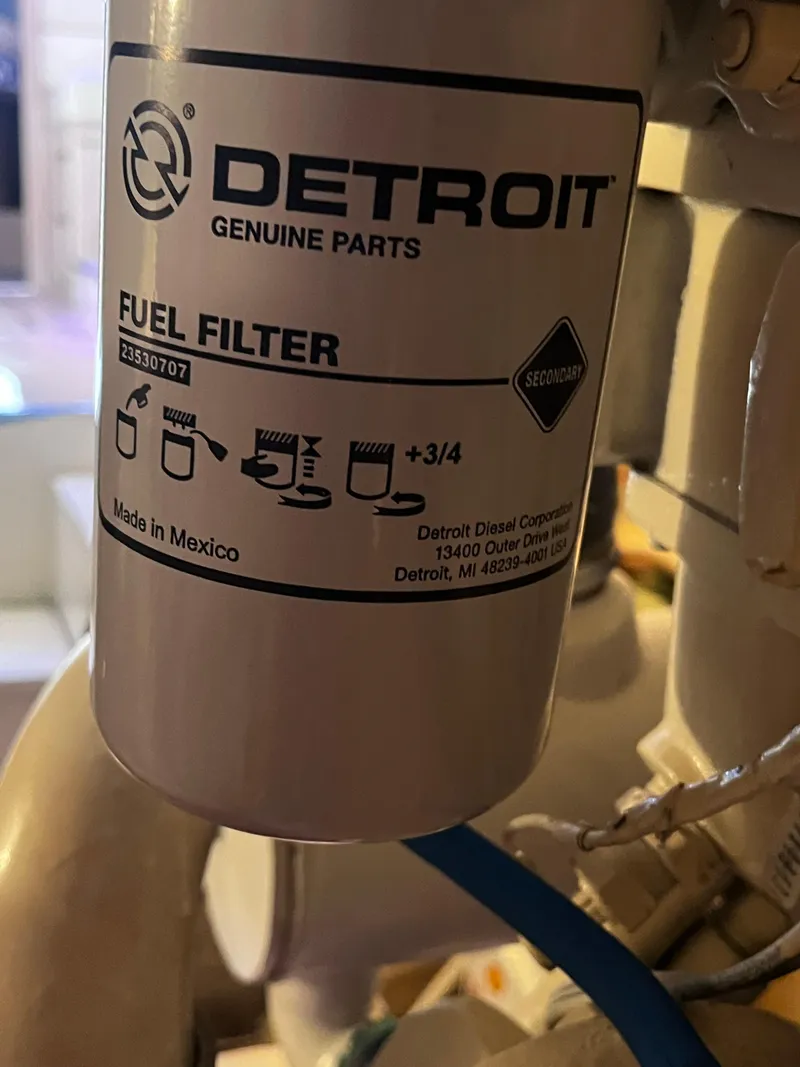 ®
DETROIT™
GENUINE PARTS
FUEL FILTER
23530707
SECONDARY
+3/4
Made in Mexico
Detroit Diesel Corporation
13400 Outer Drive West
Detroit, MI 48239-4001 USA